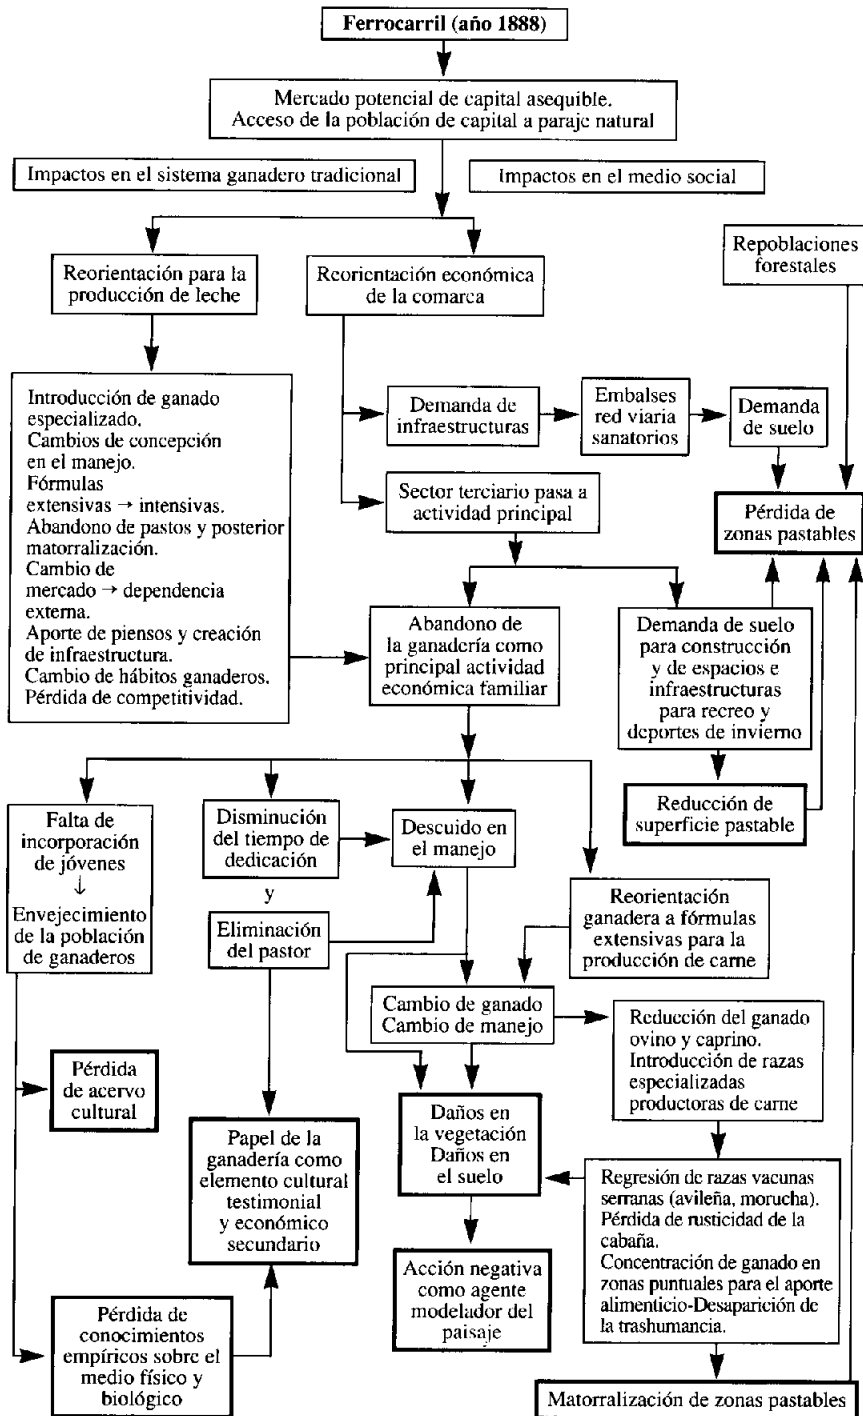 Ferrocarril (año 1888)
Mercado potencial de capital asequible.
Acceso de la población de capital a paraje natural
Impactos en el sistema ganadero tradicional
Impactos en el medio social
Reorientación para la
producción de leche
Reorientación económica
de la comarca
Repoblaciones
forestales
Introducción de ganado
especializado.
Cambios de concepción
en el manejo.
Fórmulas
extensivas → intensivas.
Abandono de pastos y posterior
matorralización.
Cambio de
mercado → dependencia
externa.
Aporte de piensos y creación
de infraestructura.
Cambio de hábitos ganaderos.
Pérdida de competitividad.
Demanda de
infraestructuras
Embalses
red viaria
sanatorios
Demanda
de suelo
Sector terciario pasa a
actividad principal
Pérdida de
zonas pastables
Abandono de
la ganadería como
principal actividad
económica familiar
Demanda de suelo
para construcción
y de espacios e
infraestructuras
para recreo y
deportes de invierno
Reducción de
superficie pastable
Falta de
incorporación
de jóvenes
↓
Envejecimiento
de la población
de ganaderos
Disminución
del tiempo de
dedicación
y
Eliminación
del pastor
Descuido en
el manejo
Reorientación
ganadera a fórmulas
extensivas para la
producción de carne
Cambio de ganado
Cambio de manejo
Reducción del ganado
ovino y caprino.
Introducción de razas
especializadas
productoras de carne
Pérdida
de acervo
cultural
Papel de la
ganadería como
elemento cultural
testimonial
y económico
secundario
Daños en
la vegetación
Daños en
el suelo
Regresión de razas vacunas
serranas (avileña, morucha).
Pérdida de rusticidad de la
cabaña.
Concentración de ganado en
zonas puntuales para el aporte
alimenticio-Desaparición de
la trashumancia.
Acción negativa
como agente
modelador del
paisaje
Pérdida de
conocimientos
empíricos sobre el
medio físico y
biológico
Matorralización de zonas pastables